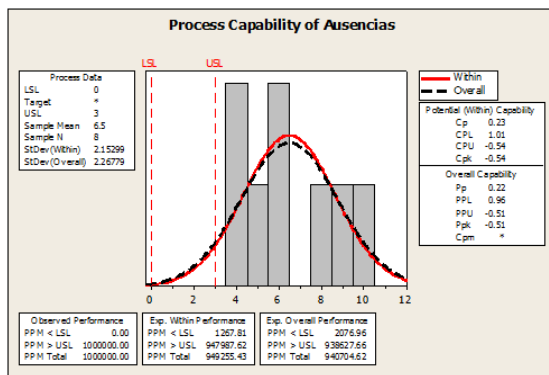 Process Capability of Ausencias
LSL USL
Process Data
LSL 0
Target *
USL 3
Sample Mean 6.5
Sample N 8
StDev(Within) 2.15299
StDev(Overall) 2.26779
Within
Overall
Potential (Within) Capability
Cp 0.23
CPL 1.01
CPU -0.54
Cpk -0.54
Overall Capability
Pp 0.22
PPL 0.96
PPU -0.51
Ppk -0.51
Cpm *
0 2 4 6 8 10 12
Observed Performance
PPM < LSL 0.00
PPM > USL 1000000.00
PPM Total 1000000.00
Exp. Within Performance
PPM < LSL 1267.81
PPM > USL 947987.62
PPM Total 949255.43
Exp. Overall Performance
PPM < LSL 2076.96
PPM > USL 938627.66
PPM Total 940704.62